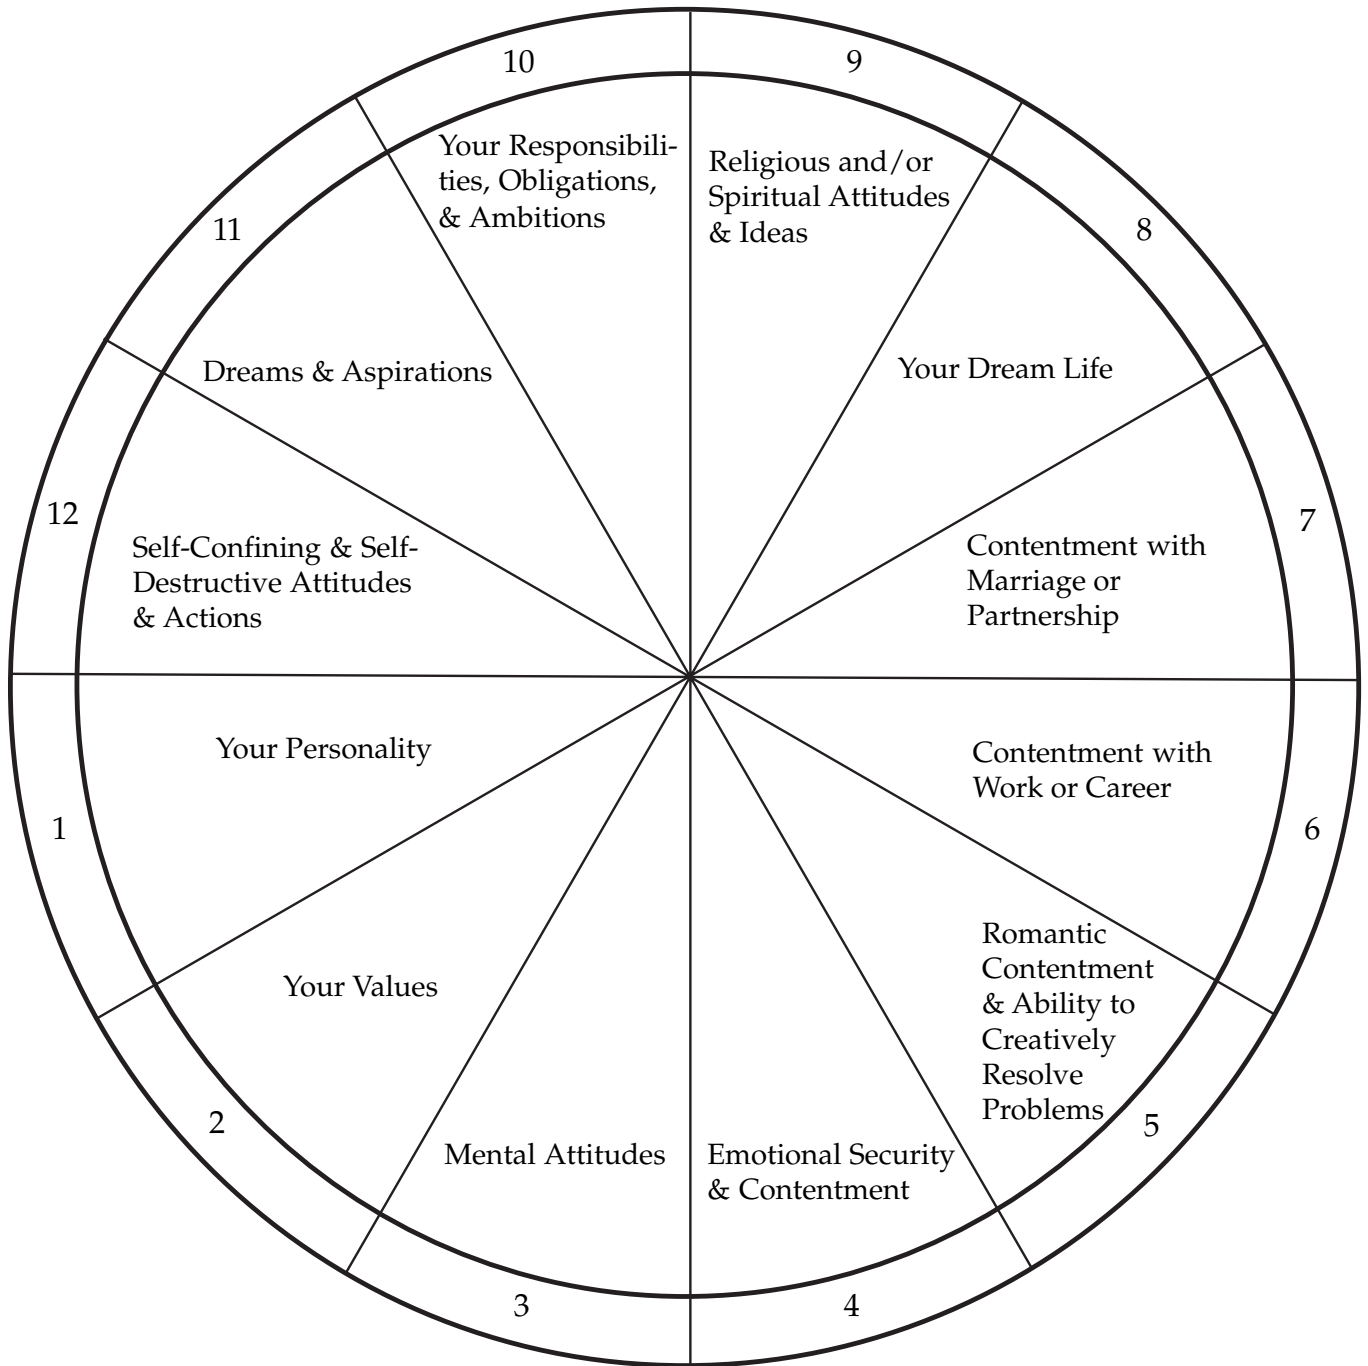 10
9
Your Responsibili-
ties, Obligations,
& Ambitions
Religious and/or
Spiritual Attitudes
& Ideas
11
8
Dreams & Aspirations
Your Dream Life
12
7
Self-Confining & Self-
Destructive Attitudes
& Actions
Contentment with
Marriage or
Partnership
Your Personality
Contentment with
Work or Career
1
6
Your Values
Romantic
Contentment
& Ability to
Creatively
Resolve
Problems
2
5
Mental Attitudes
Emotional Security
& Contentment
3
4